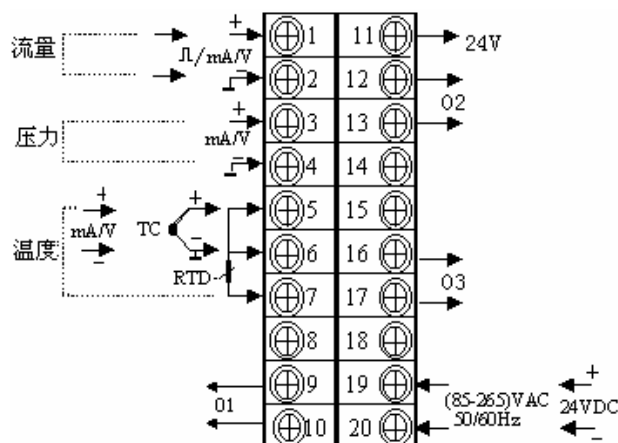 流量
+
⎍/mA/V
−
压力
+
mA/V
−
温度
+
mA/V
−
TC
+
−
RTD
1
2
3
4
5
6
7
8
9
10
O1
11
12
13
14
15
16
17
18
19
20
24V
O2
O3
(85-265)VAC
50/60Hz
+
24VDC
−